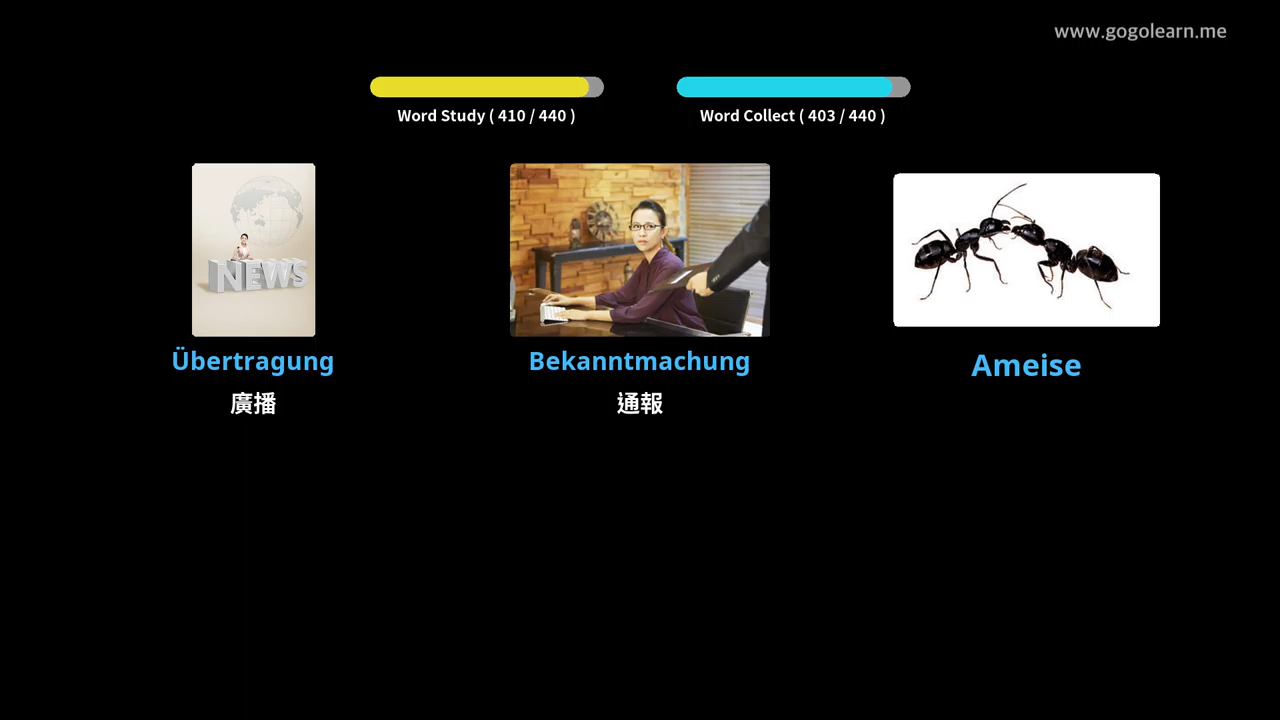 www.gogolearn.me
Word Study ( 410 / 440 )
Word Collect ( 403 / 440 )
NEWS
Übertragung
Bekanntmachung
Ameise
廣播
通報